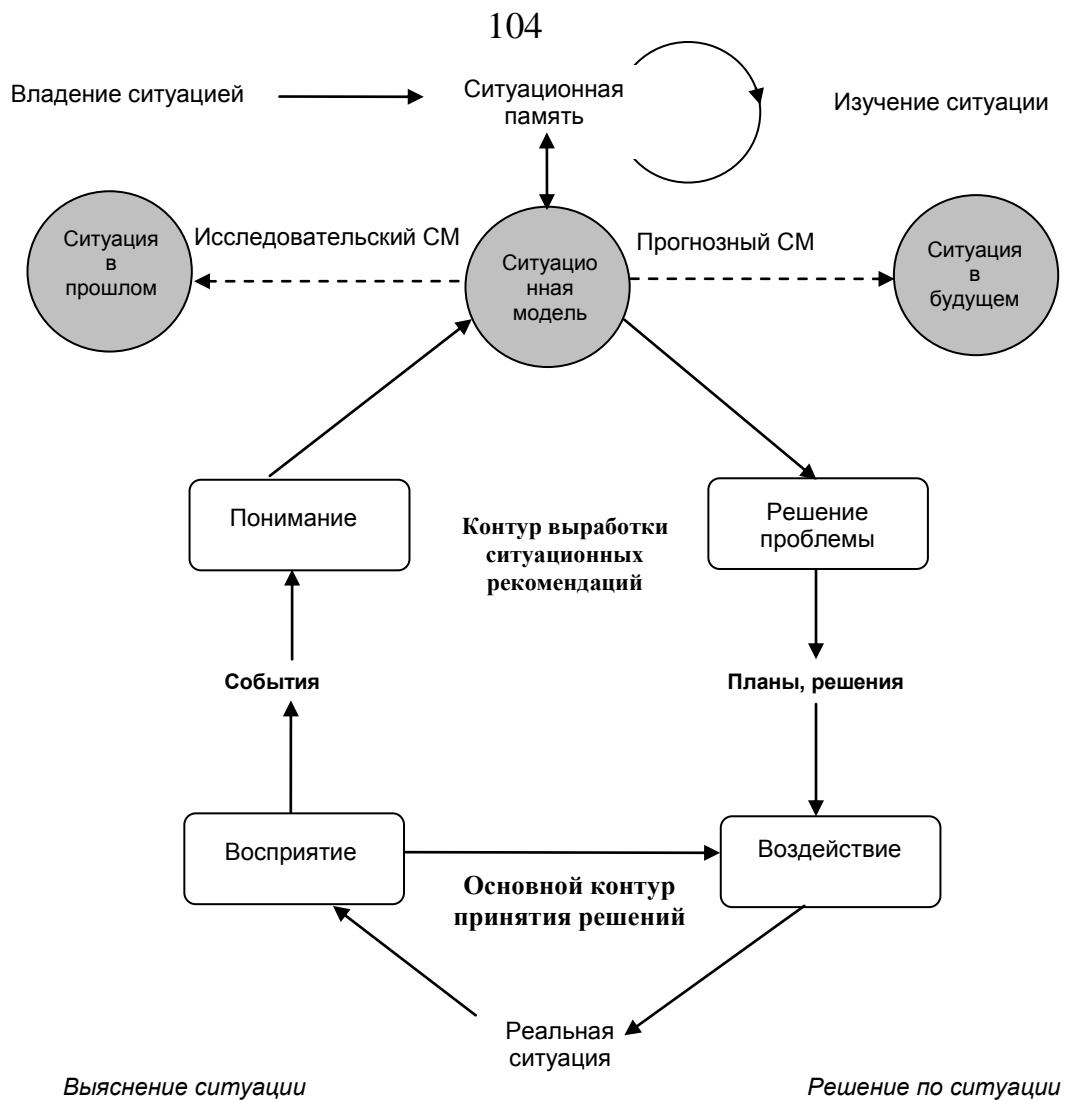 104
Владение ситуацией
Ситуационная
память
Изучение ситуации
Ситуация
в
прошлом
Исследовательский СМ
Ситуацио
нная
модель
Прогнозный СМ
Ситуация
в
будущем
Понимание
Контур выработки
ситуационных
рекомендаций
Решение
проблемы
События
Планы, решения
Восприятие
Основной контур
принятия решений
Воздействие
Реальная
ситуация
Выяснение ситуации
Решение по ситуации